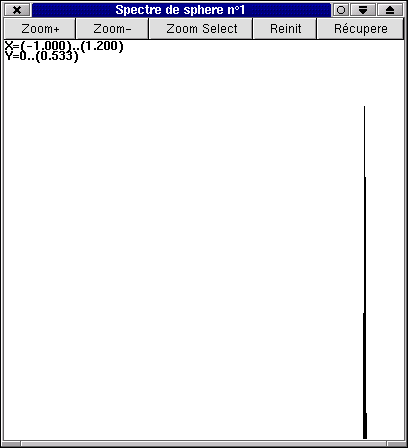 Spectre de sphere n°1
Zoom+ Zoom- Zoom Select Reinit Récupere
X=(-1.000)..(1.200)
Y=0..(0.533)